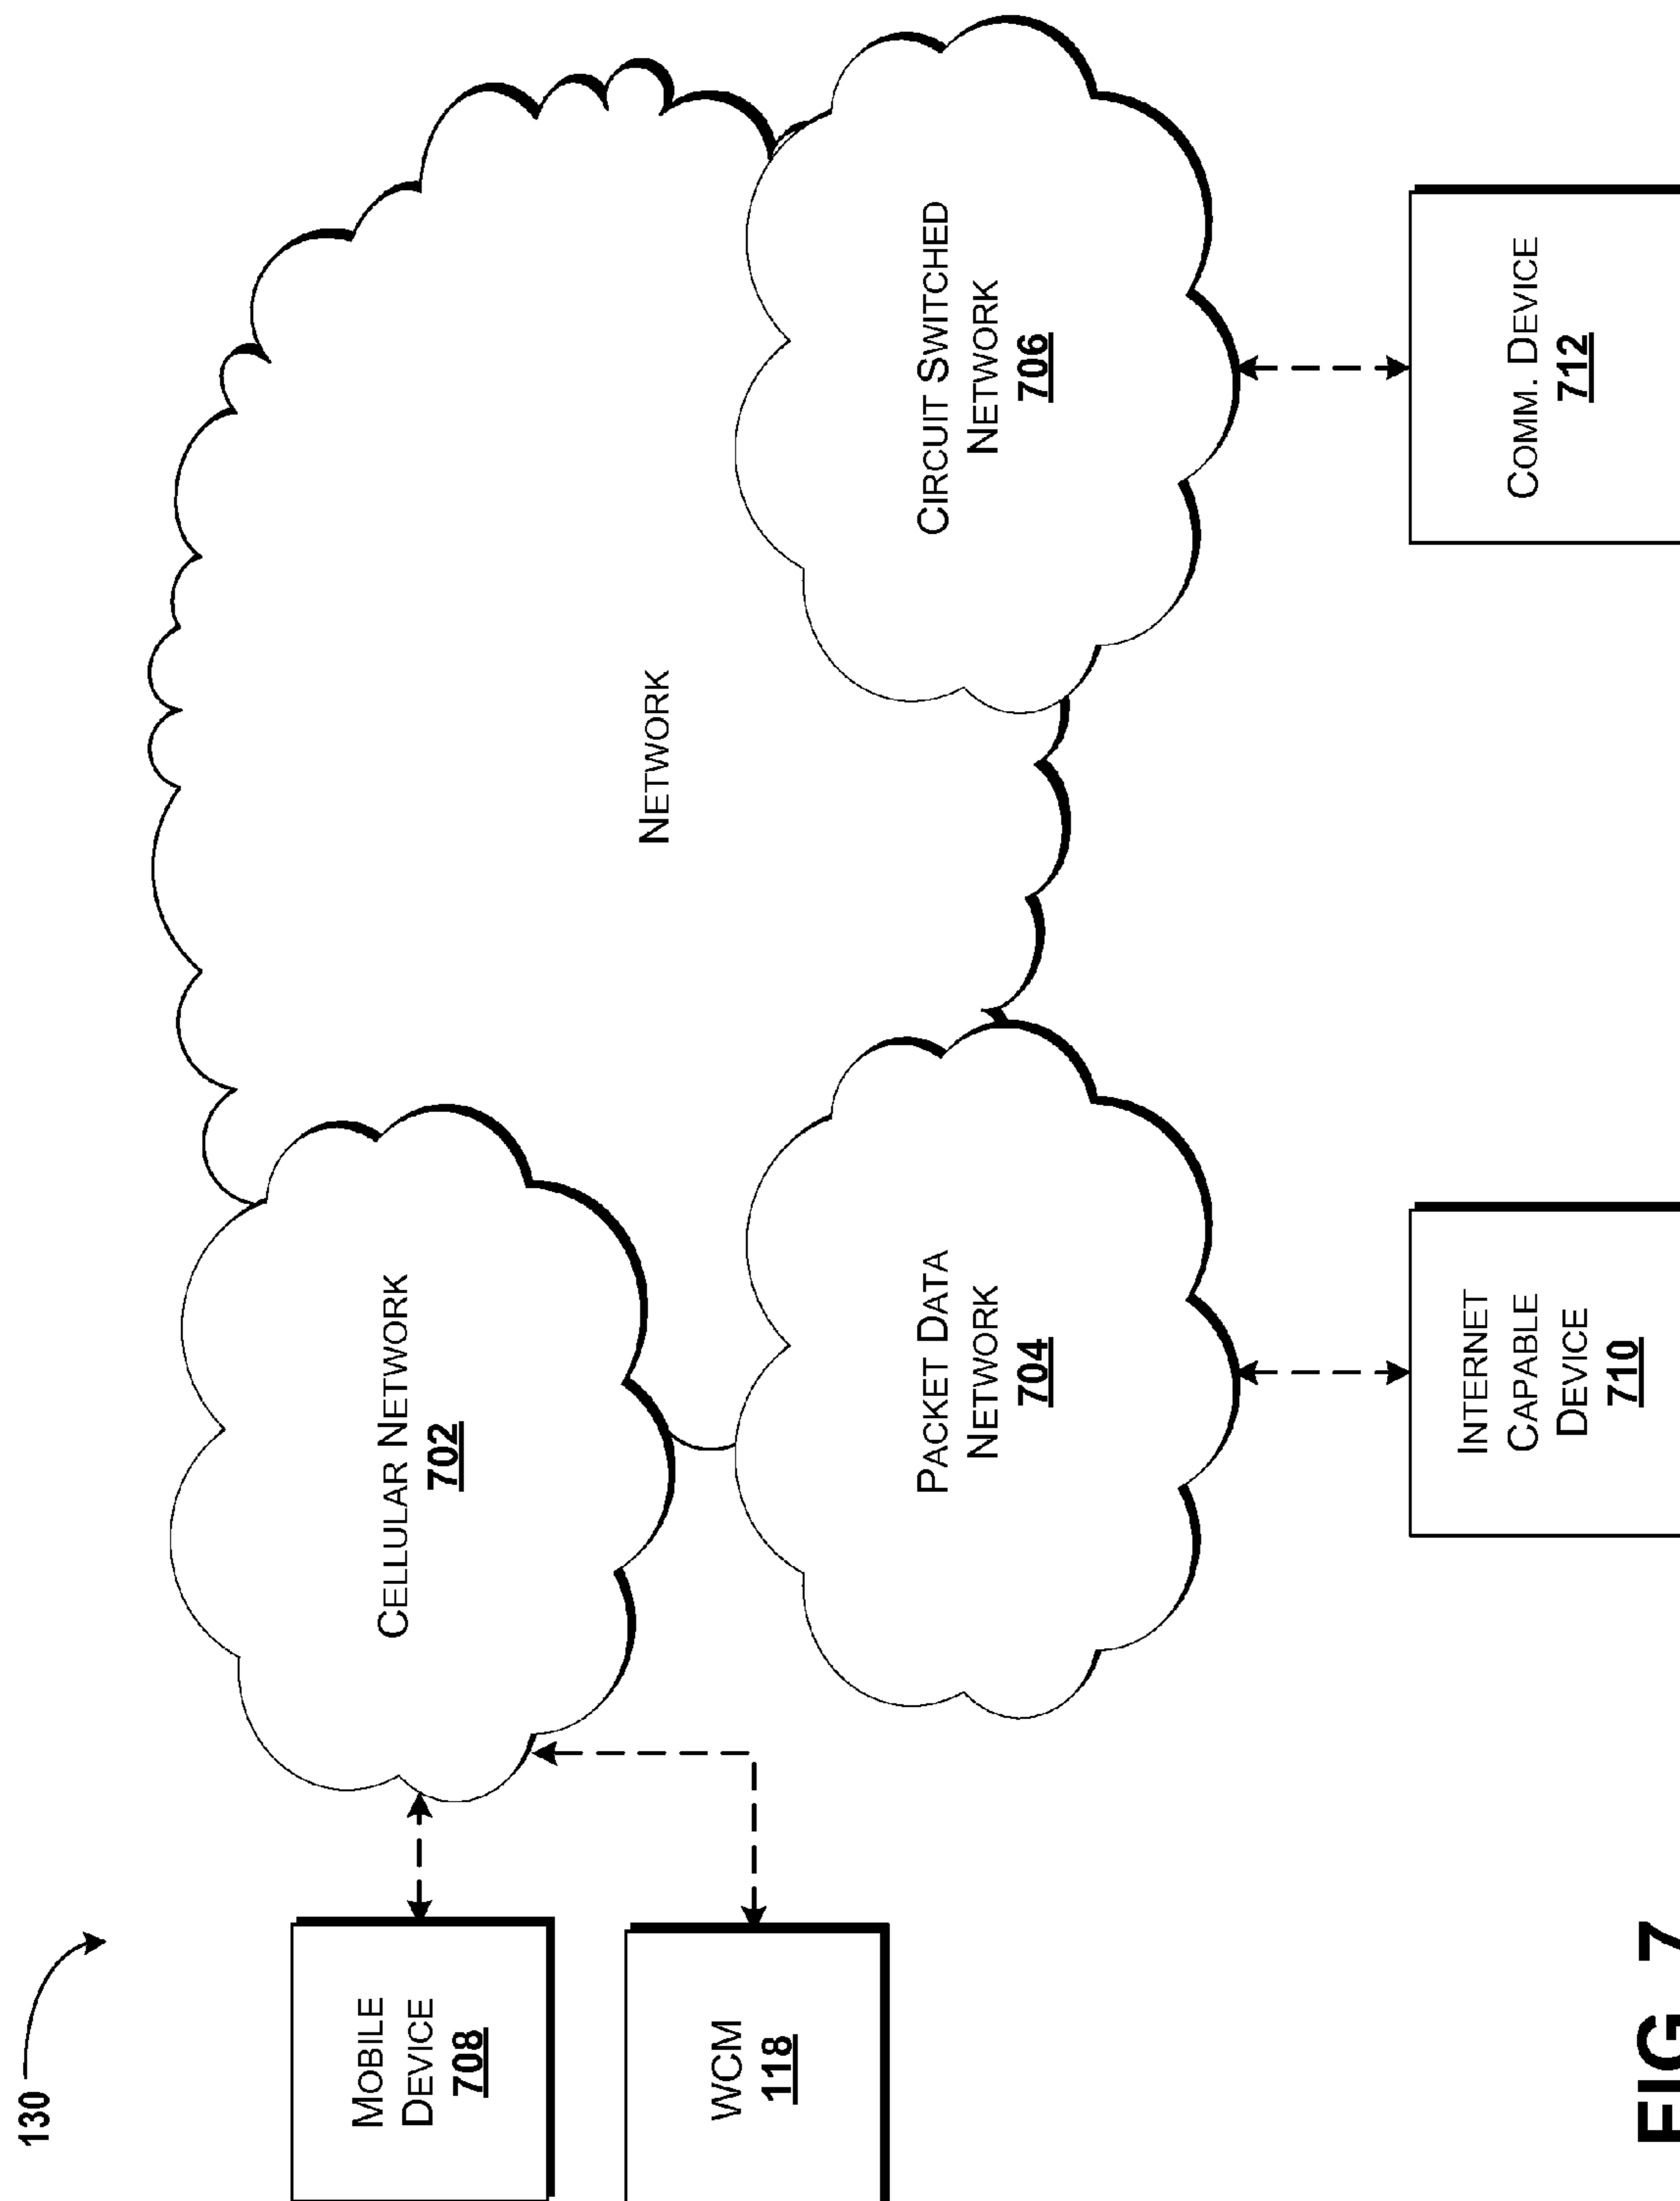 130
MOBILE
DEVICE
708
WCM
118
CELLULAR NETWORK
702
NETWORK
PACKET DATA
NETWORK
704
CIRCUIT SWITCHED
NETWORK
706
INTERNET
CAPABLE
DEVICE
710
COMM. DEVICE
712
FIG. 7